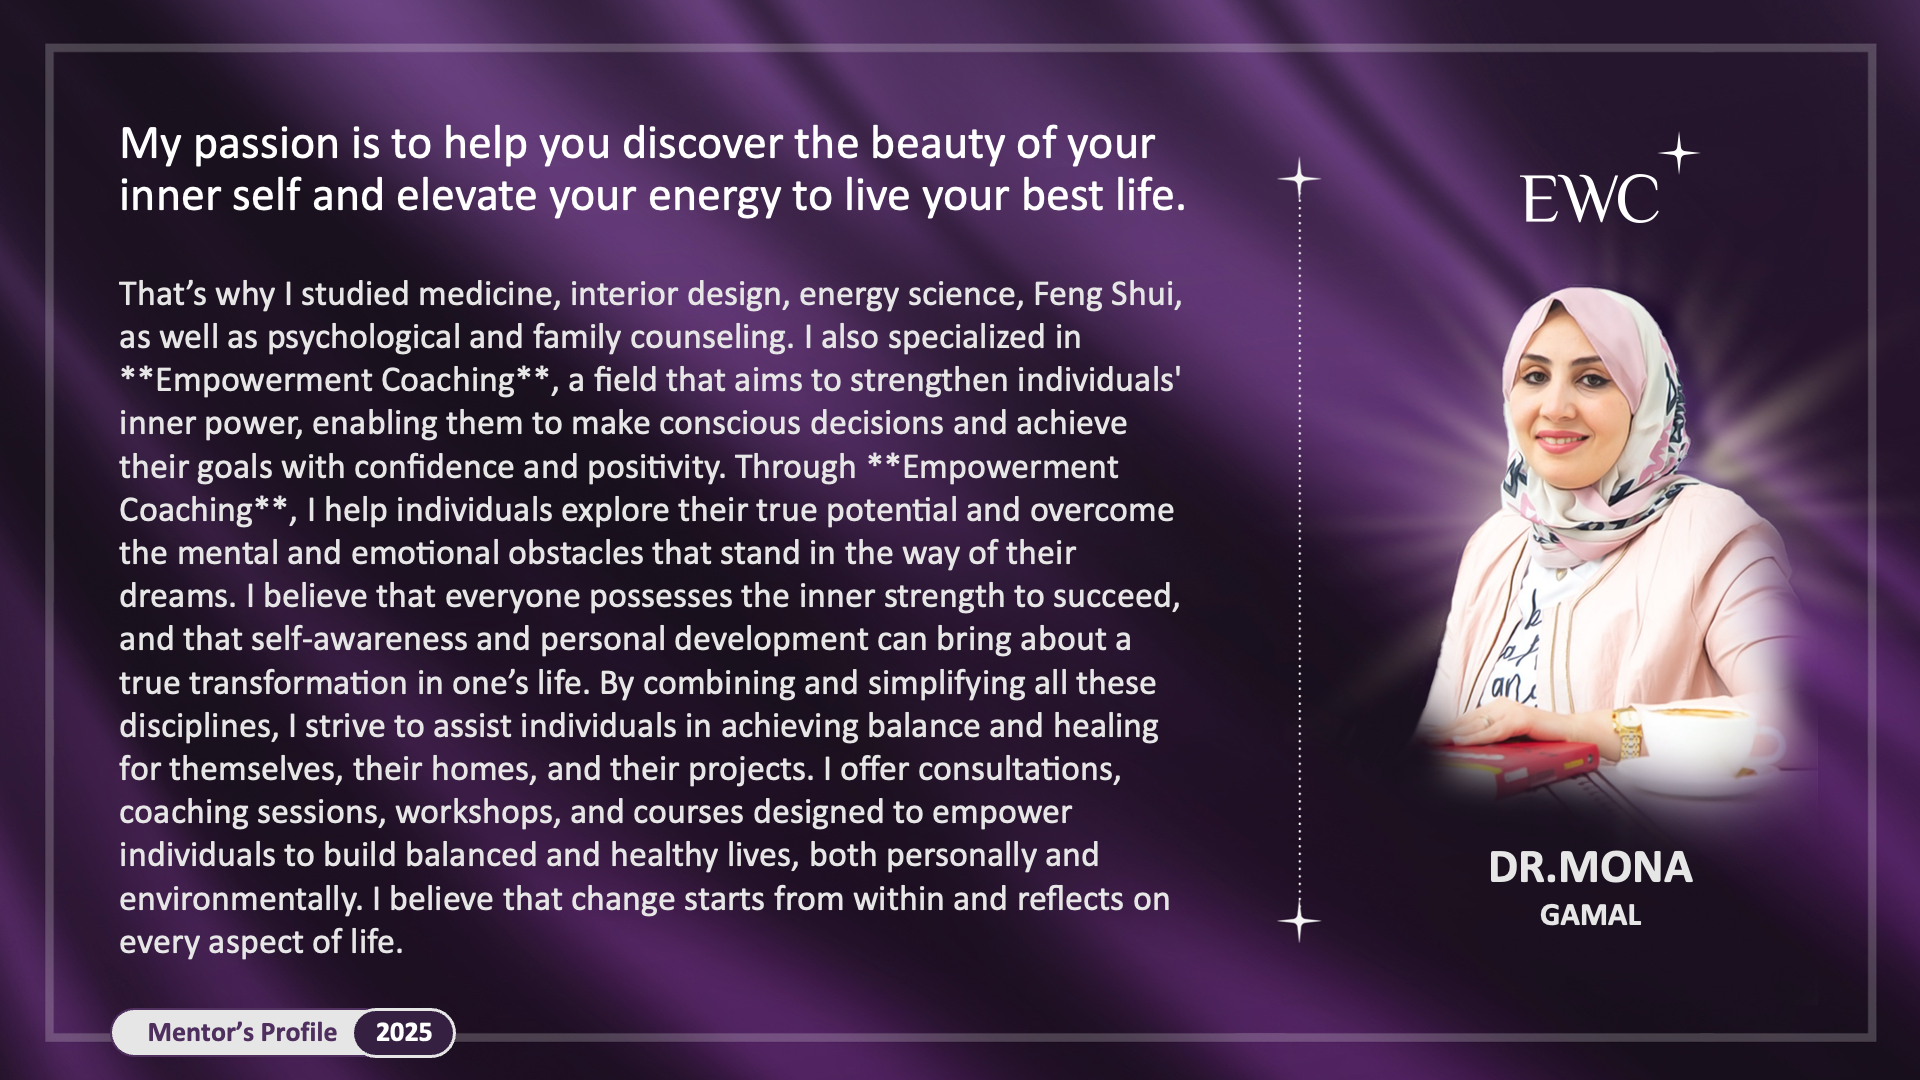 My passion is to help you discover the beauty of your
inner self and elevate your energy to live your best life.
That’s why I studied medicine, interior design, energy science, Feng Shui,
as well as psychological and family counseling. I also specialized in
**Empowerment Coaching**, a field that aims to strengthen individuals'
inner power, enabling them to make conscious decisions and achieve
their goals with confidence and positivity. Through **Empowerment
Coaching**, I help individuals explore their true potential and overcome
the mental and emotional obstacles that stand in the way of their
dreams. I believe that everyone possesses the inner strength to succeed,
and that self-awareness and personal development can bring about a
true transformation in one’s life. By combining and simplifying all these
disciplines, I strive to assist individuals in achieving balance and healing
for themselves, their homes, and their projects. I offer consultations,
coaching sessions, workshops, and courses designed to empower
individuals to build balanced and healthy lives, both personally and
environmentally. I believe that change starts from within and reflects on
every aspect of life.
Mentor’s Profile 2025
EWC
DR.MONA
GAMAL